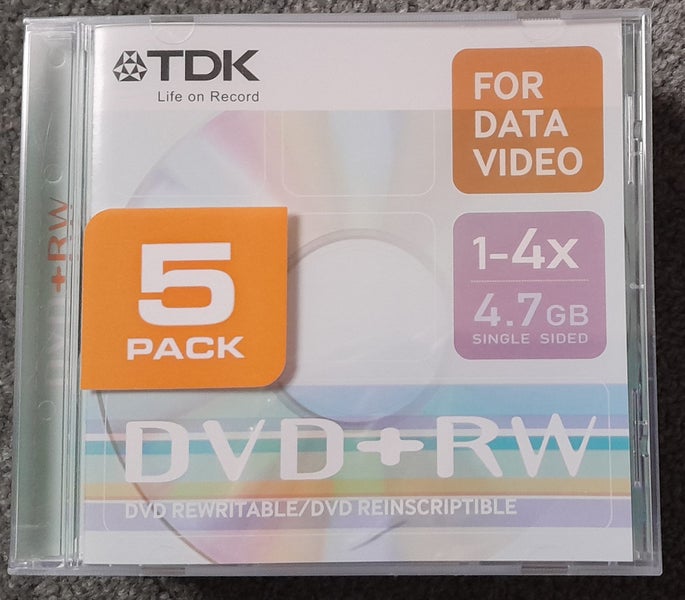 TDK
Life on Record
FOR
DATA
VIDEO
5
PACK
1-4x
4.7GB
SINGLE SIDED
DVD+RW
DVD REWRITABLE/DVD REINSCRIPTIBLE
+RW